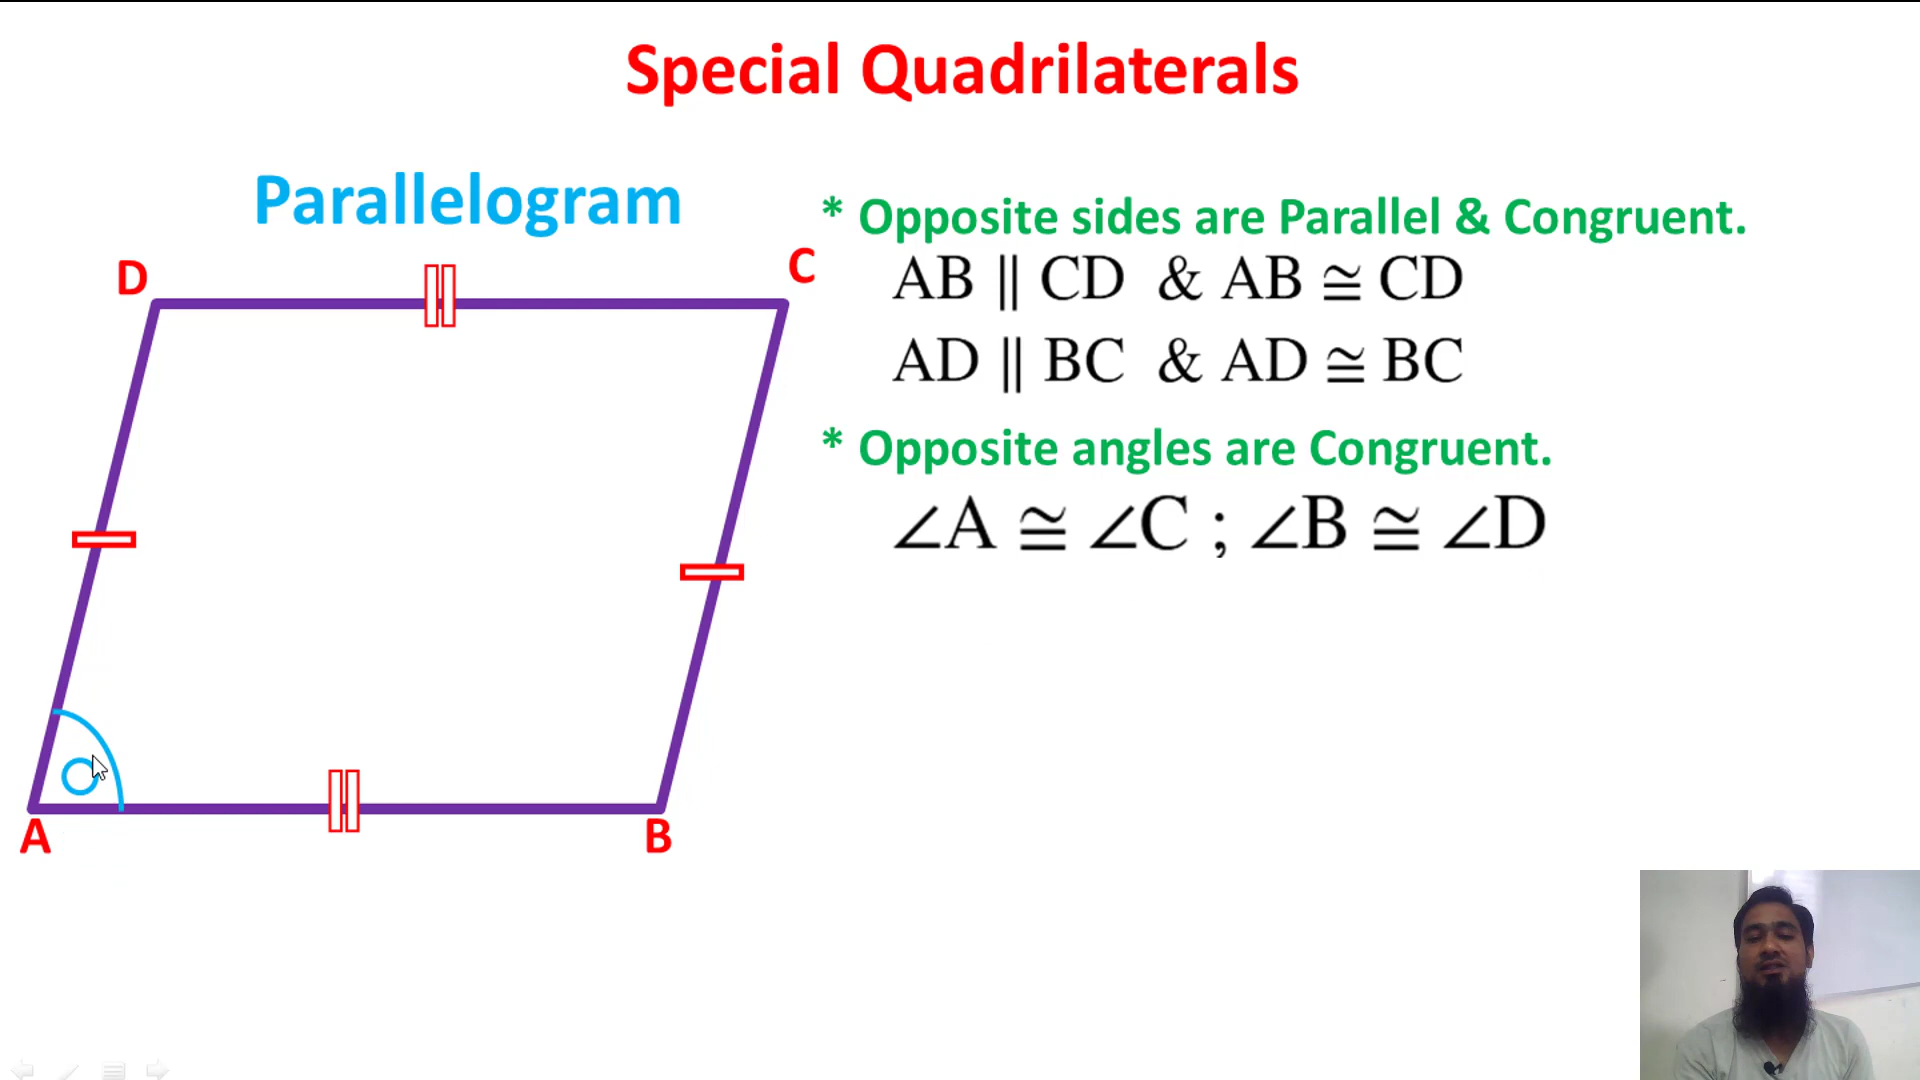 Special Quadrilaterals
Parallelogram
* Opposite sides are Parallel & Congruent.
AB || CD & AB ≅ CD
AD || BC & AD ≅ BC
* Opposite angles are Congruent.
∠A ≅ ∠C ; ∠B ≅ ∠D
D
C
A
B